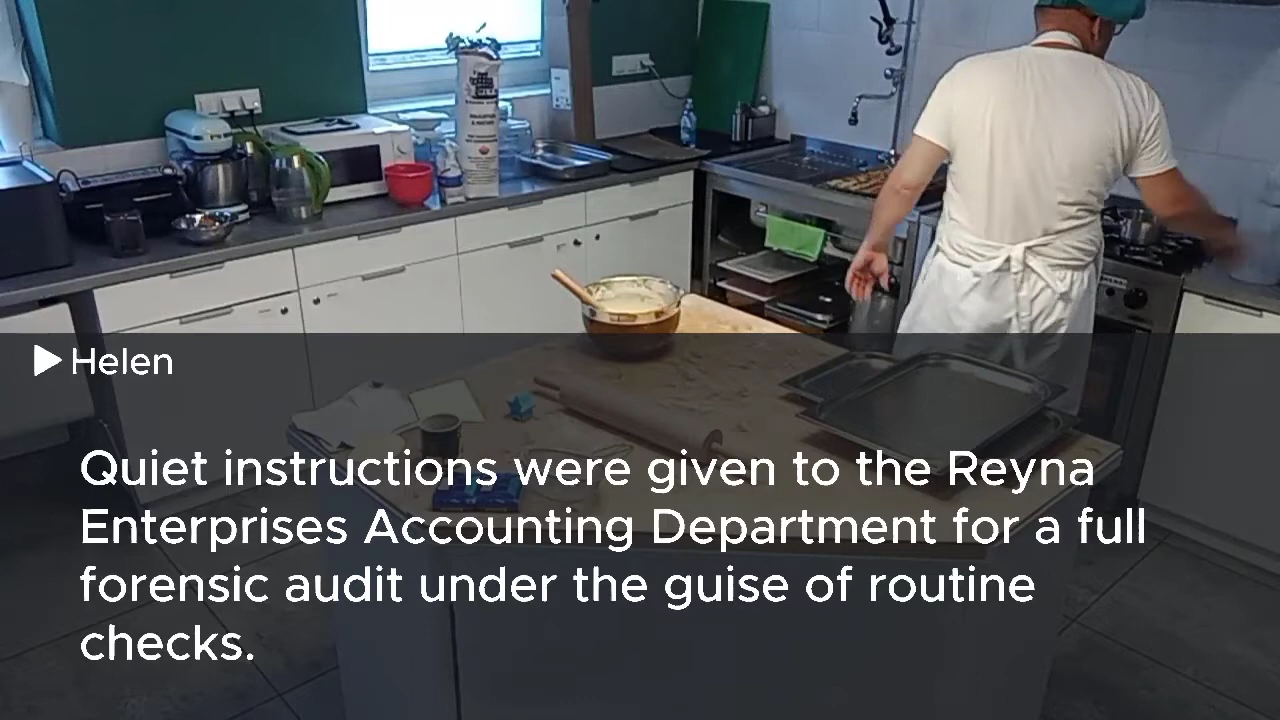 Helen
Quiet instructions were given to the Reyna
Enterprises Accounting Department for a full
forensic audit under the guise of routine
checks.